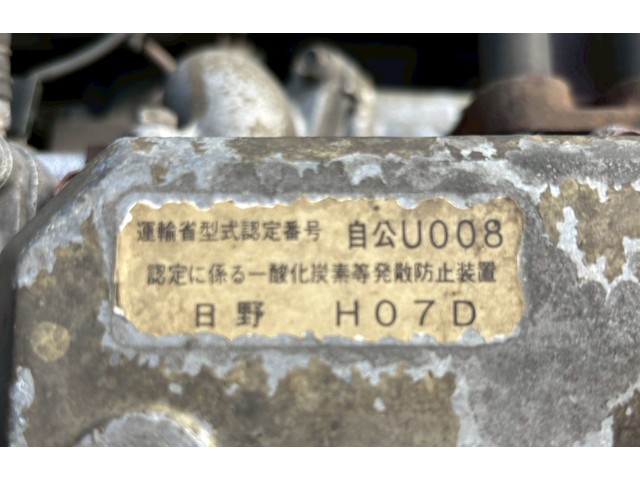 運輸省型式認定番号 自公U008
認定に係る一酸化炭素等発散防止装置
日野 H07D